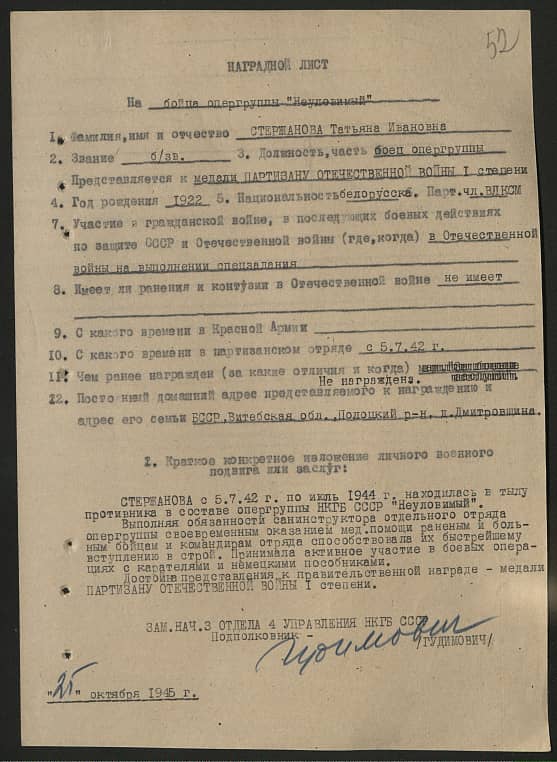 52
НАГРАДНОЙ ЛИСТ
На бойца опергруппы "Неуловимый"
1. Фамилия, имя и отчество СТЕРЖАНОВА Татьяна Ивановна
2. Звание б/зв. 3. Должность, часть боец опергруппы
Представляется к медали ПАРТИЗАНУ ОТЕЧЕСТВЕННОЙ ВОЙНЫ I степени
4. Год рождения 1922 5. Национальность белорусска. Парт. чл.ВЛКСМ
7. Участие в гражданской войне, в последующих боевых действиях
по защите СССР и Отечественной войны (где, когда) в Отечественной
войны на выполнении спецзадания
8. Имеет ли ранения и контузии в Отечественной войне не имеет
9. С какого времени в Красной Армии
10. С какого времени в партизанском отряде с 5.7.42 г.
11. Чем ранее награжден (за какие отличия и когда)
Не награждена.
12. Постоянный домашний адрес представляемого к награждению и
адрес его семьи БССР, Витебская обл., Полоцкий р-н, д.Дмитровщина.
I. Краткое конкретное изложение личного военного
подвига или заслуг:
СТЕРЖАНОВА с 5.7.42 г. по июль 1944 г. находилась в тылу
противника в составе опергруппы НКГБ СССР "Неуловимый".
Выполняя обязанности санинструктора отдельного отряда
опергруппы своевременным оказанием мед.помощи раненым и боль-
ным бойцам и командирам отряда способствовала их быстрейшему
вступлению в строй. Принимала активное участие в боевых опера-
циях с карателями и немецкими пособниками.
Достойна представления к правительственной награде - медали
ПАРТИЗАНУ ОТЕЧЕСТВЕННОЙ ВОЙНЫ I степени.
ЗАМ.НАЧ.3 ОТДЕЛА 4 УПРАВЛЕНИЯ НКГБ СССР
Подполковник - /ГУДИМОВИЧ/
"25" октября 1945 г.